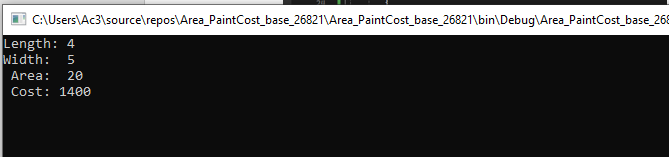 C:\Users\Ac3\source\repos\Area_PaintCost_base_26821\Area_PaintCost_base_26821\bin\Debug\Area_PaintCost_base_268
Length: 4
Width:  5
 Area:  20
 Cost: 1400